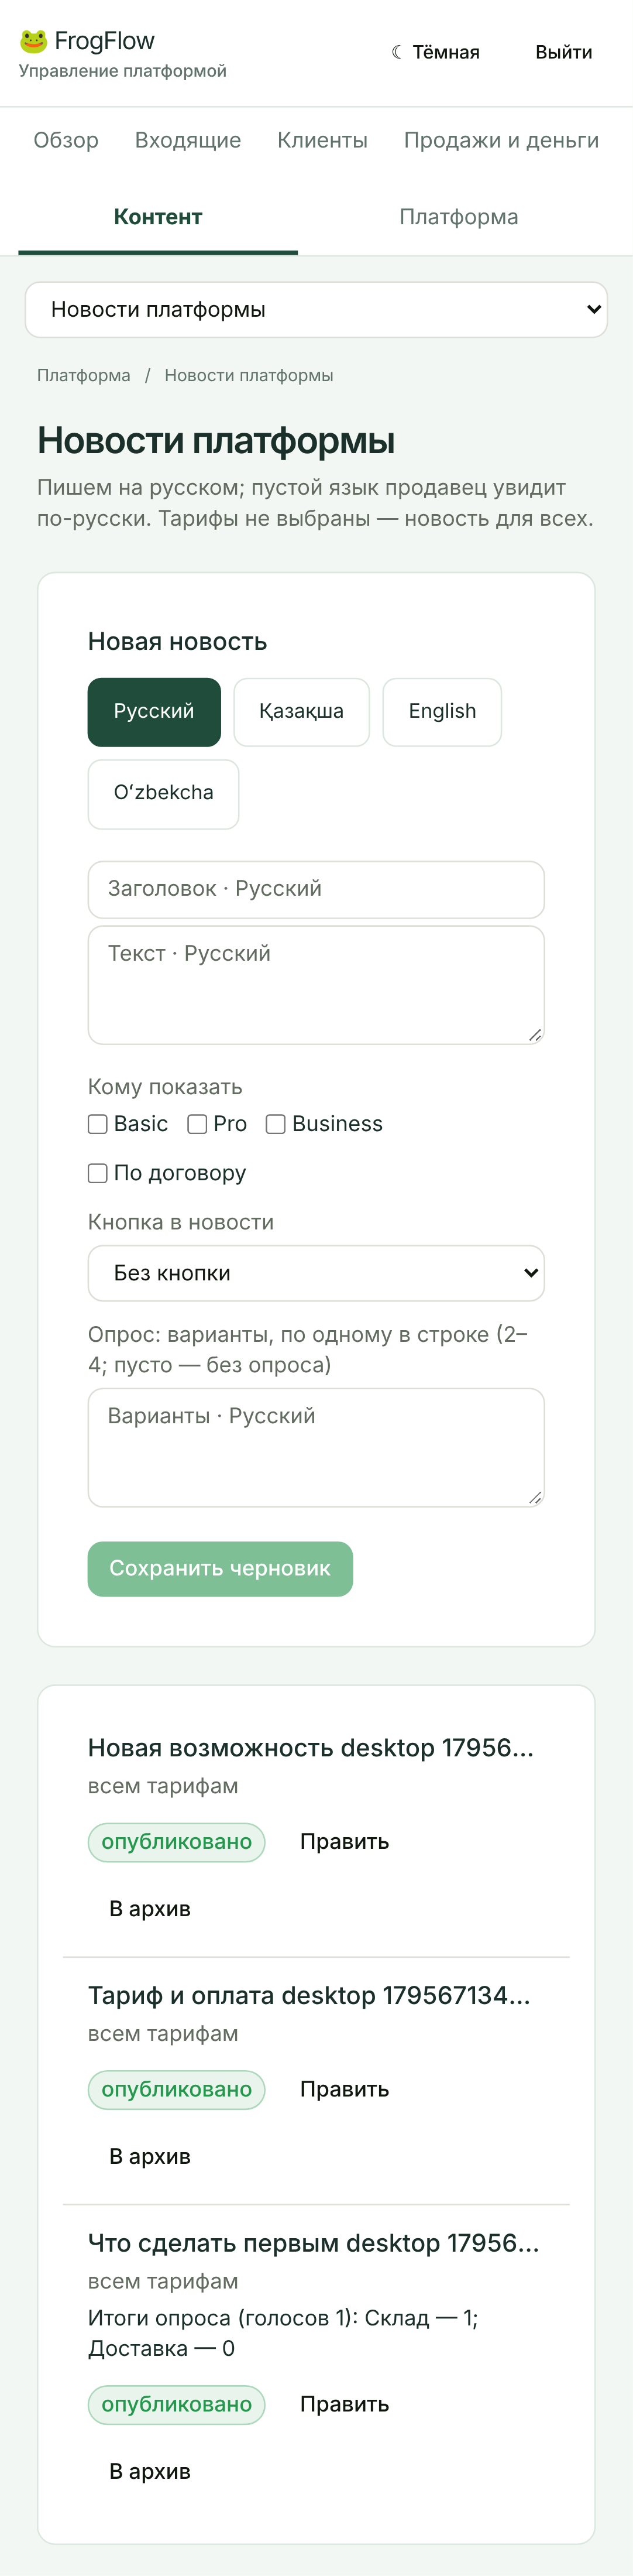 🐸 FrogFlow
Управление платформой
☾ Тёмная
Выйти
Обзор Входящие Клиенты Продажи и деньги
Контент Платформа
Новости платформы
Платформа / Новости платформы
Новости платформы
Пишем на русском; пустой язык продавец увидит
по-русски. Тарифы не выбраны — новость для всех.
Новая новость
Русский Қазақша English
Oʻzbekcha
Заголовок · Русский
Текст · Русский
Кому показать
Basic Pro Business
По договору
Кнопка в новости
Без кнопки
Опрос: варианты, по одному в строке (2–
4; пусто — без опроса)
Варианты · Русский
Сохранить черновик
Новая возможность desktop 17956...
всем тарифам
опубликовано Править
В архив
Тариф и оплата desktop 179567134...
всем тарифам
опубликовано Править
В архив
Что сделать первым desktop 17956...
всем тарифам
Итоги опроса (голосов 1): Склад — 1;
Доставка — 0
опубликовано Править
В архив